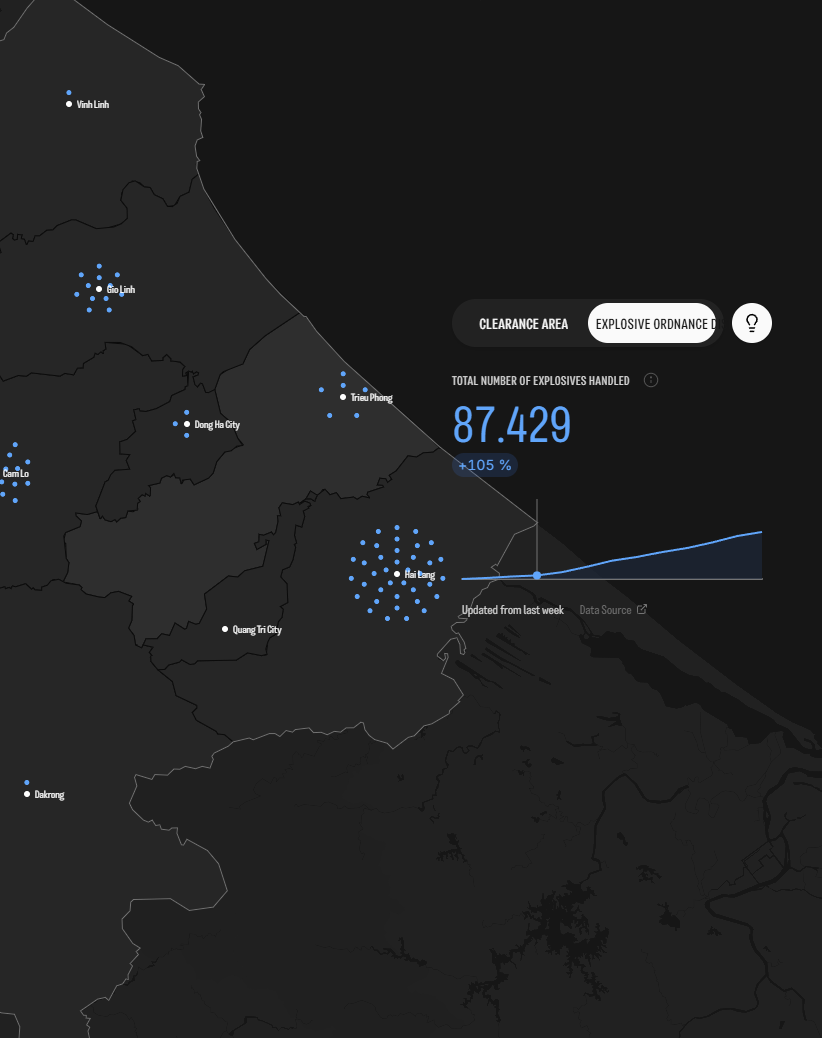 Vinh Linh
Gio Linh
CLEARANCE AREA
EXPLOSIVE ORDNANCE D
TOTAL NUMBER OF EXPLOSIVES HANDLED
87.429
+105 %
Trieu Phong
Dong Ha City
Cam Lo
Hai Lang
Updated from last week
Data Source
Quang Tri City
Dakrong